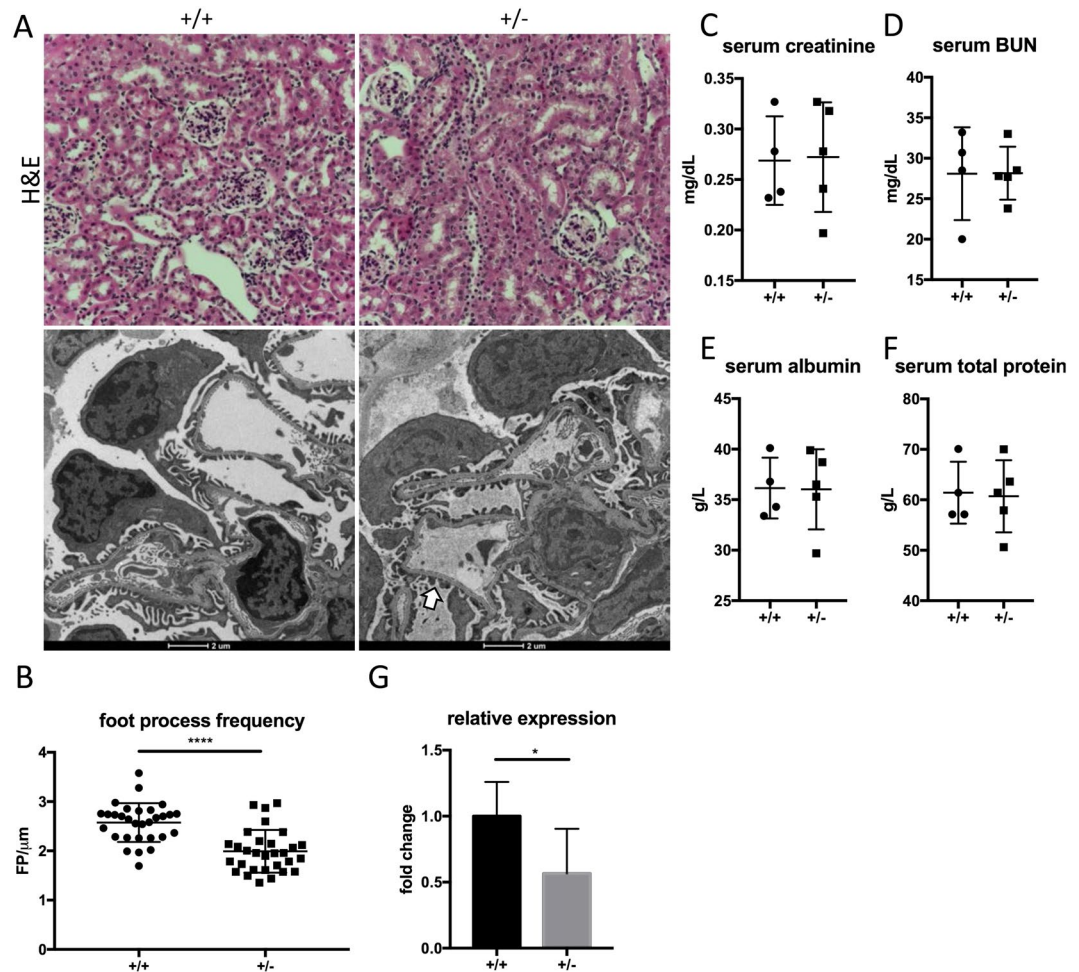 A
+/+
+/-
H&E
2 um
2 um
B
foot process frequency
****
4
3
2
1
0
FP/μm
+/+
+/-
C
serum creatinine
0.35
0.30
0.25
0.20
0.15
mg/dL
+/+
+/-
D
serum BUN
40
35
30
25
20
15
mg/dL
+/+
+/-
E
serum albumin
45
40
35
30
25
g/L
+/+
+/-
F
serum total protein
80
70
60
50
40
g/L
+/+
+/-
G
relative expression
*
1.5
1.0
0.5
0.0
fold change
+/+
+/-